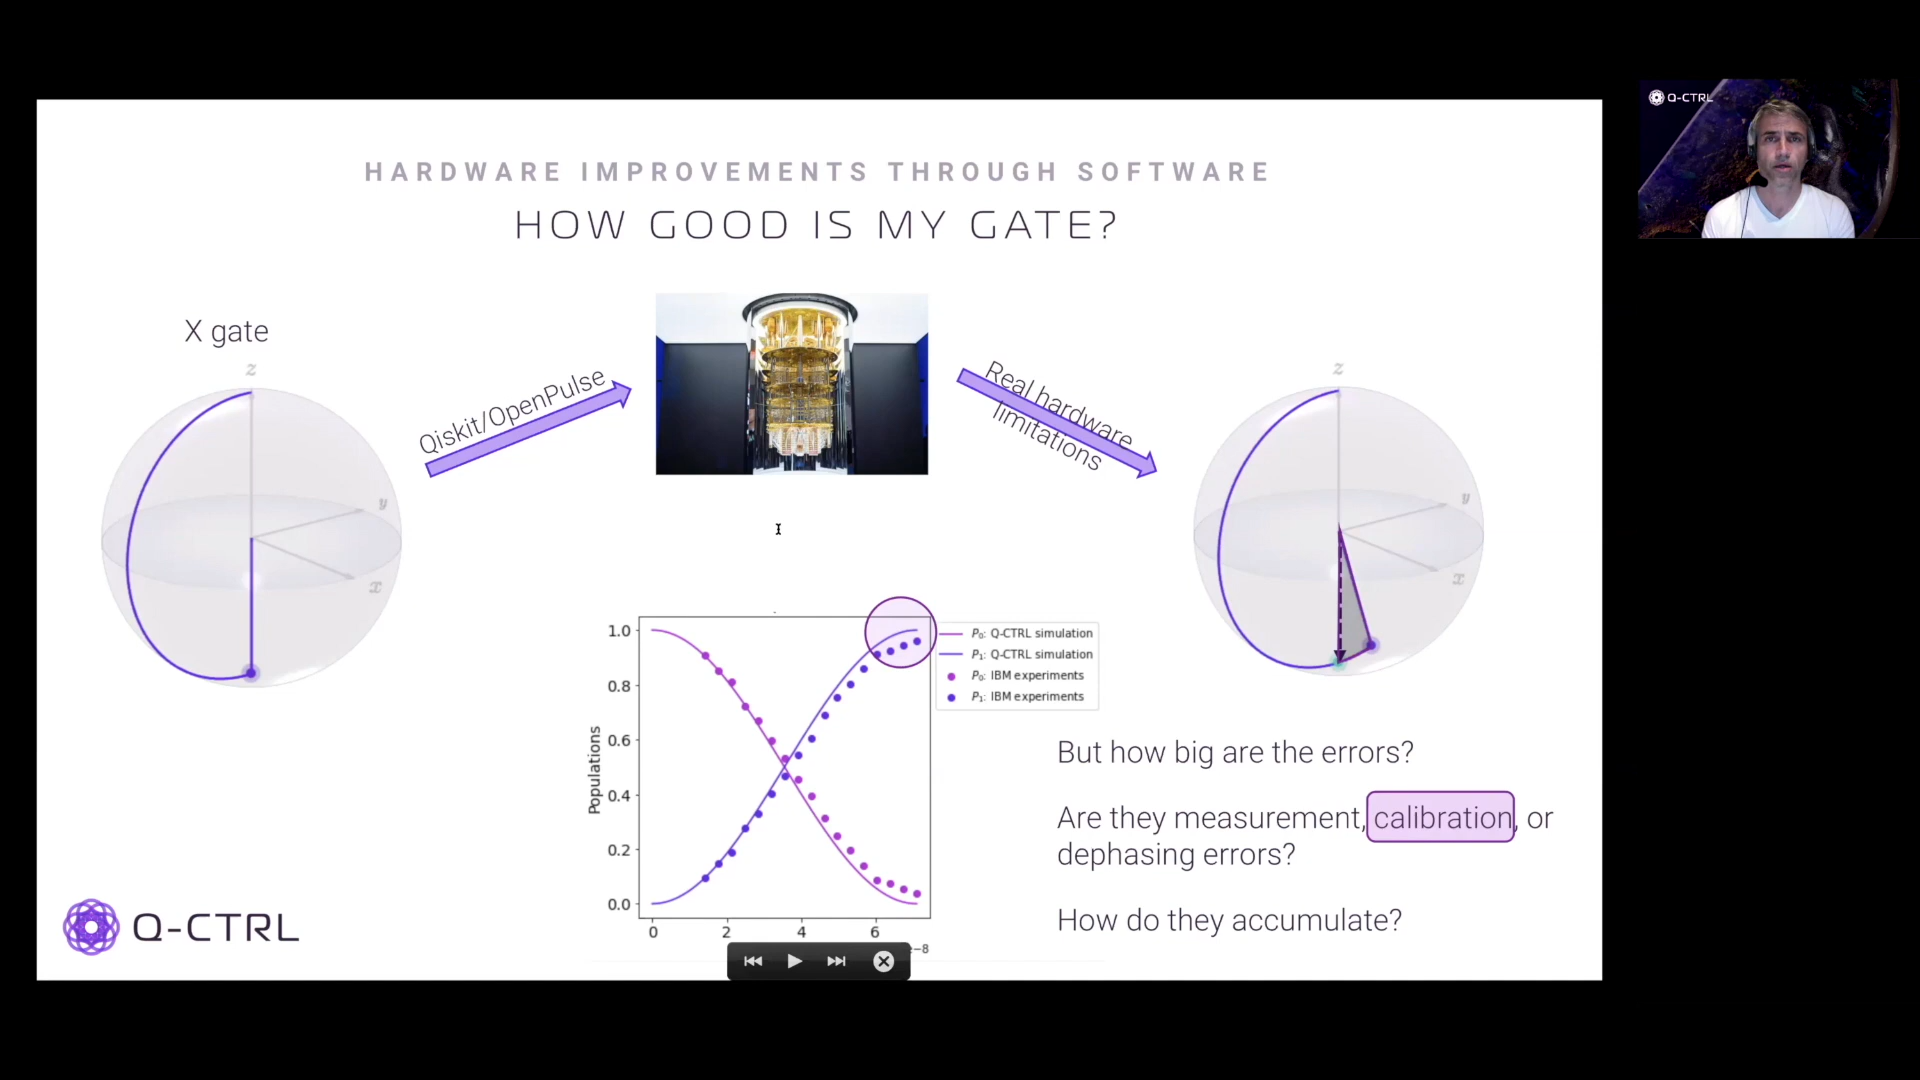 Q-CTRL
HARDWARE IMPROVEMENTS THROUGH SOFTWARE
HOW GOOD IS MY GATE?
X gate
z
y
x
Qiskit/OpenPulse
Real hardware
limitations
z
y
x
1.0
0.8
0.6
0.4
0.2
0.0
Populations
0 2 4 6
P₀: Q-CTRL simulation
P₁: Q-CTRL simulation
P₀: IBM experiments
P₁: IBM experiments
But how big are the errors?
Are they measurement, calibration, or
dephasing errors?
How do they accumulate?
Q-CTRL